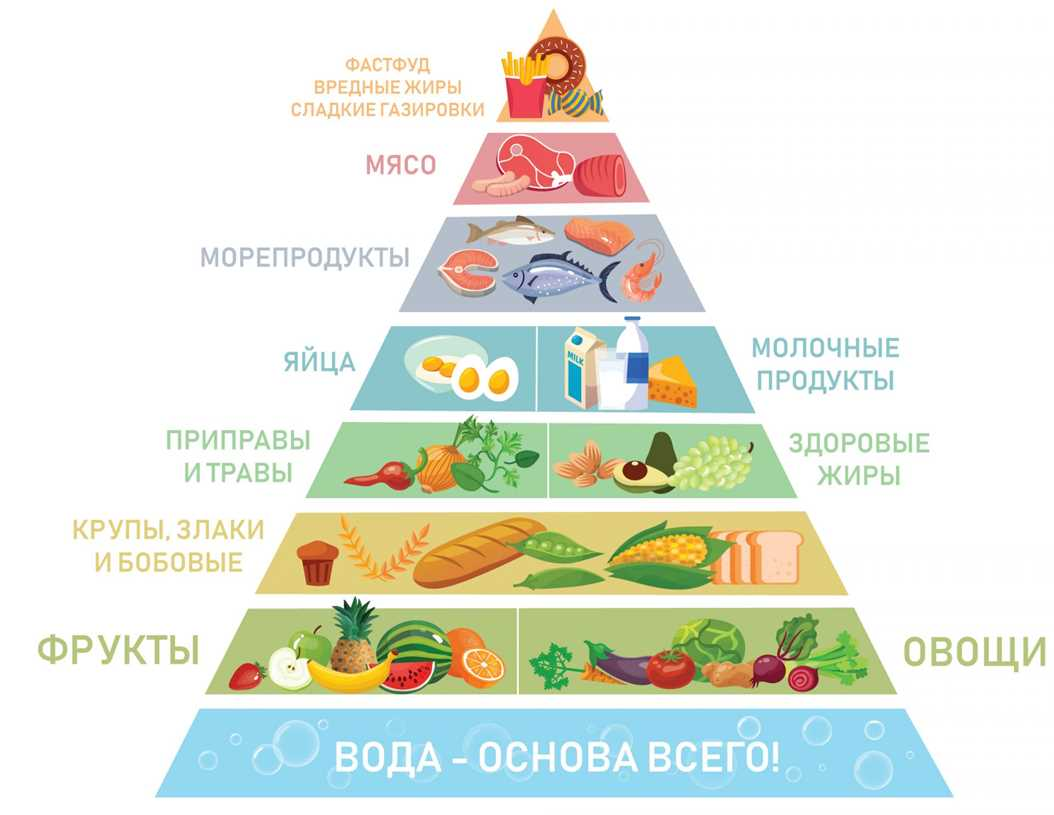 ФАСТФУД
ВРЕДНЫЕ ЖИРЫ
СЛАДКИЕ ГАЗИРОВКИ
МЯСО
МОРЕПРОДУКТЫ
ЯЙЦА
MILK
МОЛОЧНЫЕ
ПРОДУКТЫ
ПРИПРАВЫ
И ТРАВЫ
ЗДОРОВЫЕ
ЖИРЫ
КРУПЫ, ЗЛАКИ
И БОБОВЫЕ
ФРУКТЫ
ОВОЩИ
ВОДА - ОСНОВА ВСЕГО!